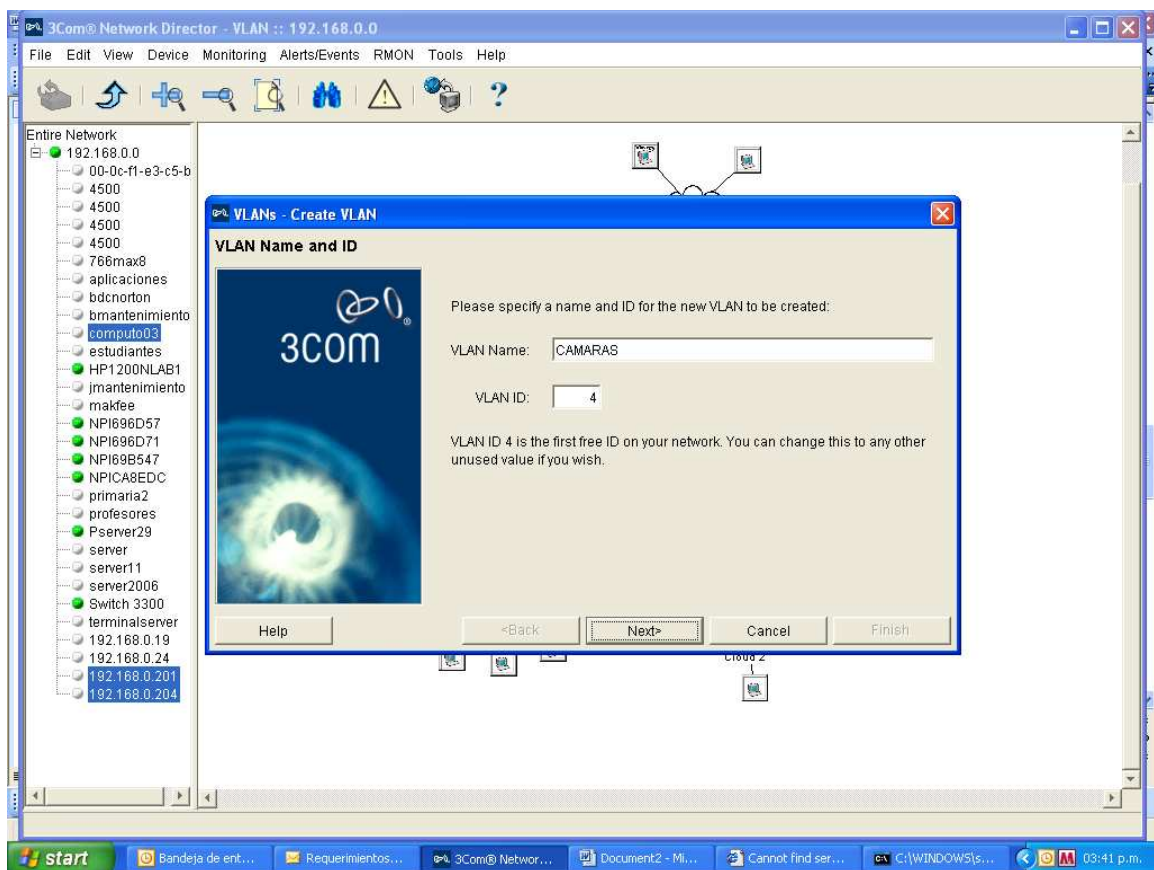 3Com® Network Director - VLAN :: 192.168.0.0
File Edit View Device Monitoring Alerts/Events RMON Tools Help
Entire Network
192.168.0.0
00-0c-f1-e3-c5-b
4500
4500
4500
4500
766max8
aplicaciones
bdcnorton
bmantenimiento
computo03
estudiantes
HP1200NLAB1
jmantenimiento
makfee
NPI696D57
NPI696D71
NPI69B547
NPICA8EDC
primaria2
profesores
Pserver29
server
server11
server2006
Switch 3300
terminalserver
192.168.0.19
192.168.0.24
192.168.0.201
192.168.0.204
VLANs - Create VLAN
VLAN Name and ID
3COM
Please specify a name and ID for the new VLAN to be created:
VLAN Name: CAMARAS
VLAN ID: 4
VLAN ID 4 is the first free ID on your network. You can change this to any other
unused value if you wish.
Help <Back Next> Cancel Finish
Cloud 2
start Bandeja de ent... Requerimientos... 3Com® Networ... Document2 - Mi... Cannot find ser... C:\WINDOWS\s... 03:41 p.m.